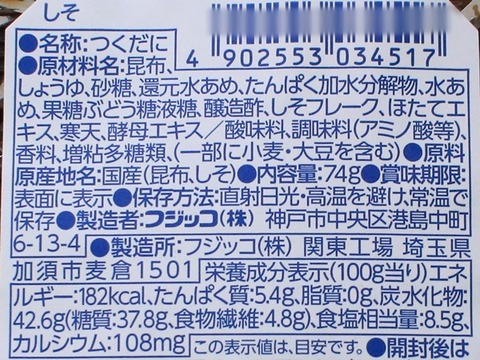 しそ
●名称:つくだに
●原材料名:昆布、
4 902553 034517
しょうゆ、砂糖、還元水あめ、たんぱく加水分解物、水あ
め、果糖ぶどう糖液糖、醸造酢、しそフレーク、ほたてエ
キス、寒天、酵母エキス/酸味料、調味料(アミノ酸等)、
香料、増粘多糖類、(一部に小麦・大豆を含む)●原料
原産地名:国産(昆布、しそ)●内容量:74g●賞味期限:
表面に表示●保存方法:直射日光・高温を避け、常温で
保存●製造者:フジッコ(株) 神戸市中央区港島中町
6-13-4 ●製造所:フジッコ(株) 関東工場 埼玉県
加須市麦倉1501 栄養成分表示(100g当り)エネ
ルギー:182kcal、たんぱく質:5.4g、脂質:0g、炭水化物:
42.6g(糖質:37.8g、食物繊維:4.8g)、食塩相当量:8.5g、
カルシウム:108mg この表示値は、目安です。●開封後は